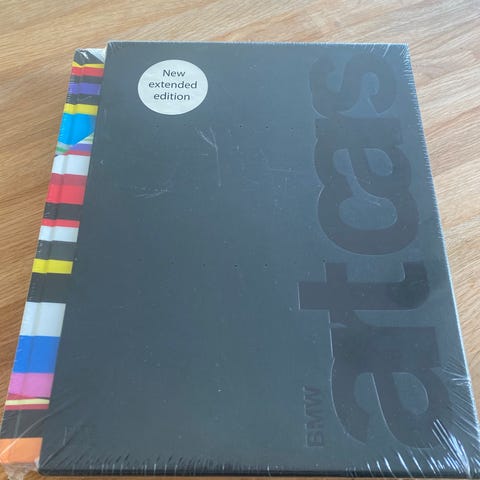 New
extended
edition
BMW
art cars